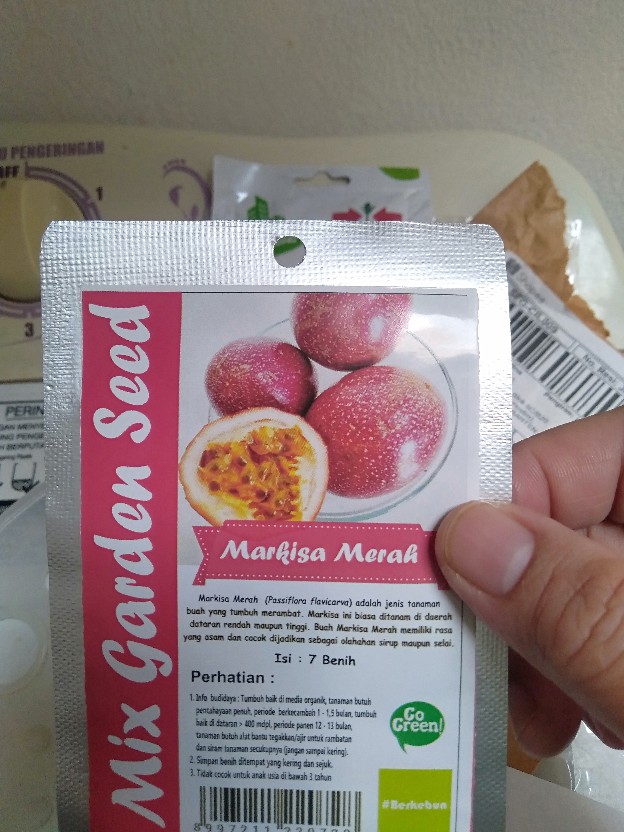 U PENGERINGAN
OFF
1
3
PERIN
Mix Garden Seed
Markisa Merah
Markisa Merah (Passiflora flavicarva) adalah jenis tanaman
buah yang tumbuh merambat. Markisa ini biasa ditanam di daerah
dataran rendah maupun tinggi. Buah Markisa Merah memiliki rasa
yang asam dan cocok dijadikan sebagai olahahan sirup maupun selai.
Isi : 7 Benih
Perhatian :
1. Info budidaya : Tumbuh baik di media organik, tanaman butuh
pencahayaan penuh, periode berkecambah 1 - 1,5 bulan, tumbuh
baik di dataran > 400 mdpl, periode panen 12 - 13 bulan,
tanaman butuh alat bantu tegakkan/ajir untuk rambatan
dan siram tanaman secukupnya (jangan sampai kering).
2. Simpan benih ditempat yang kering dan sejuk.
3. Tidak cocok untuk anak usia di bawah 3 tahun
Go
Green!
#Berkebun